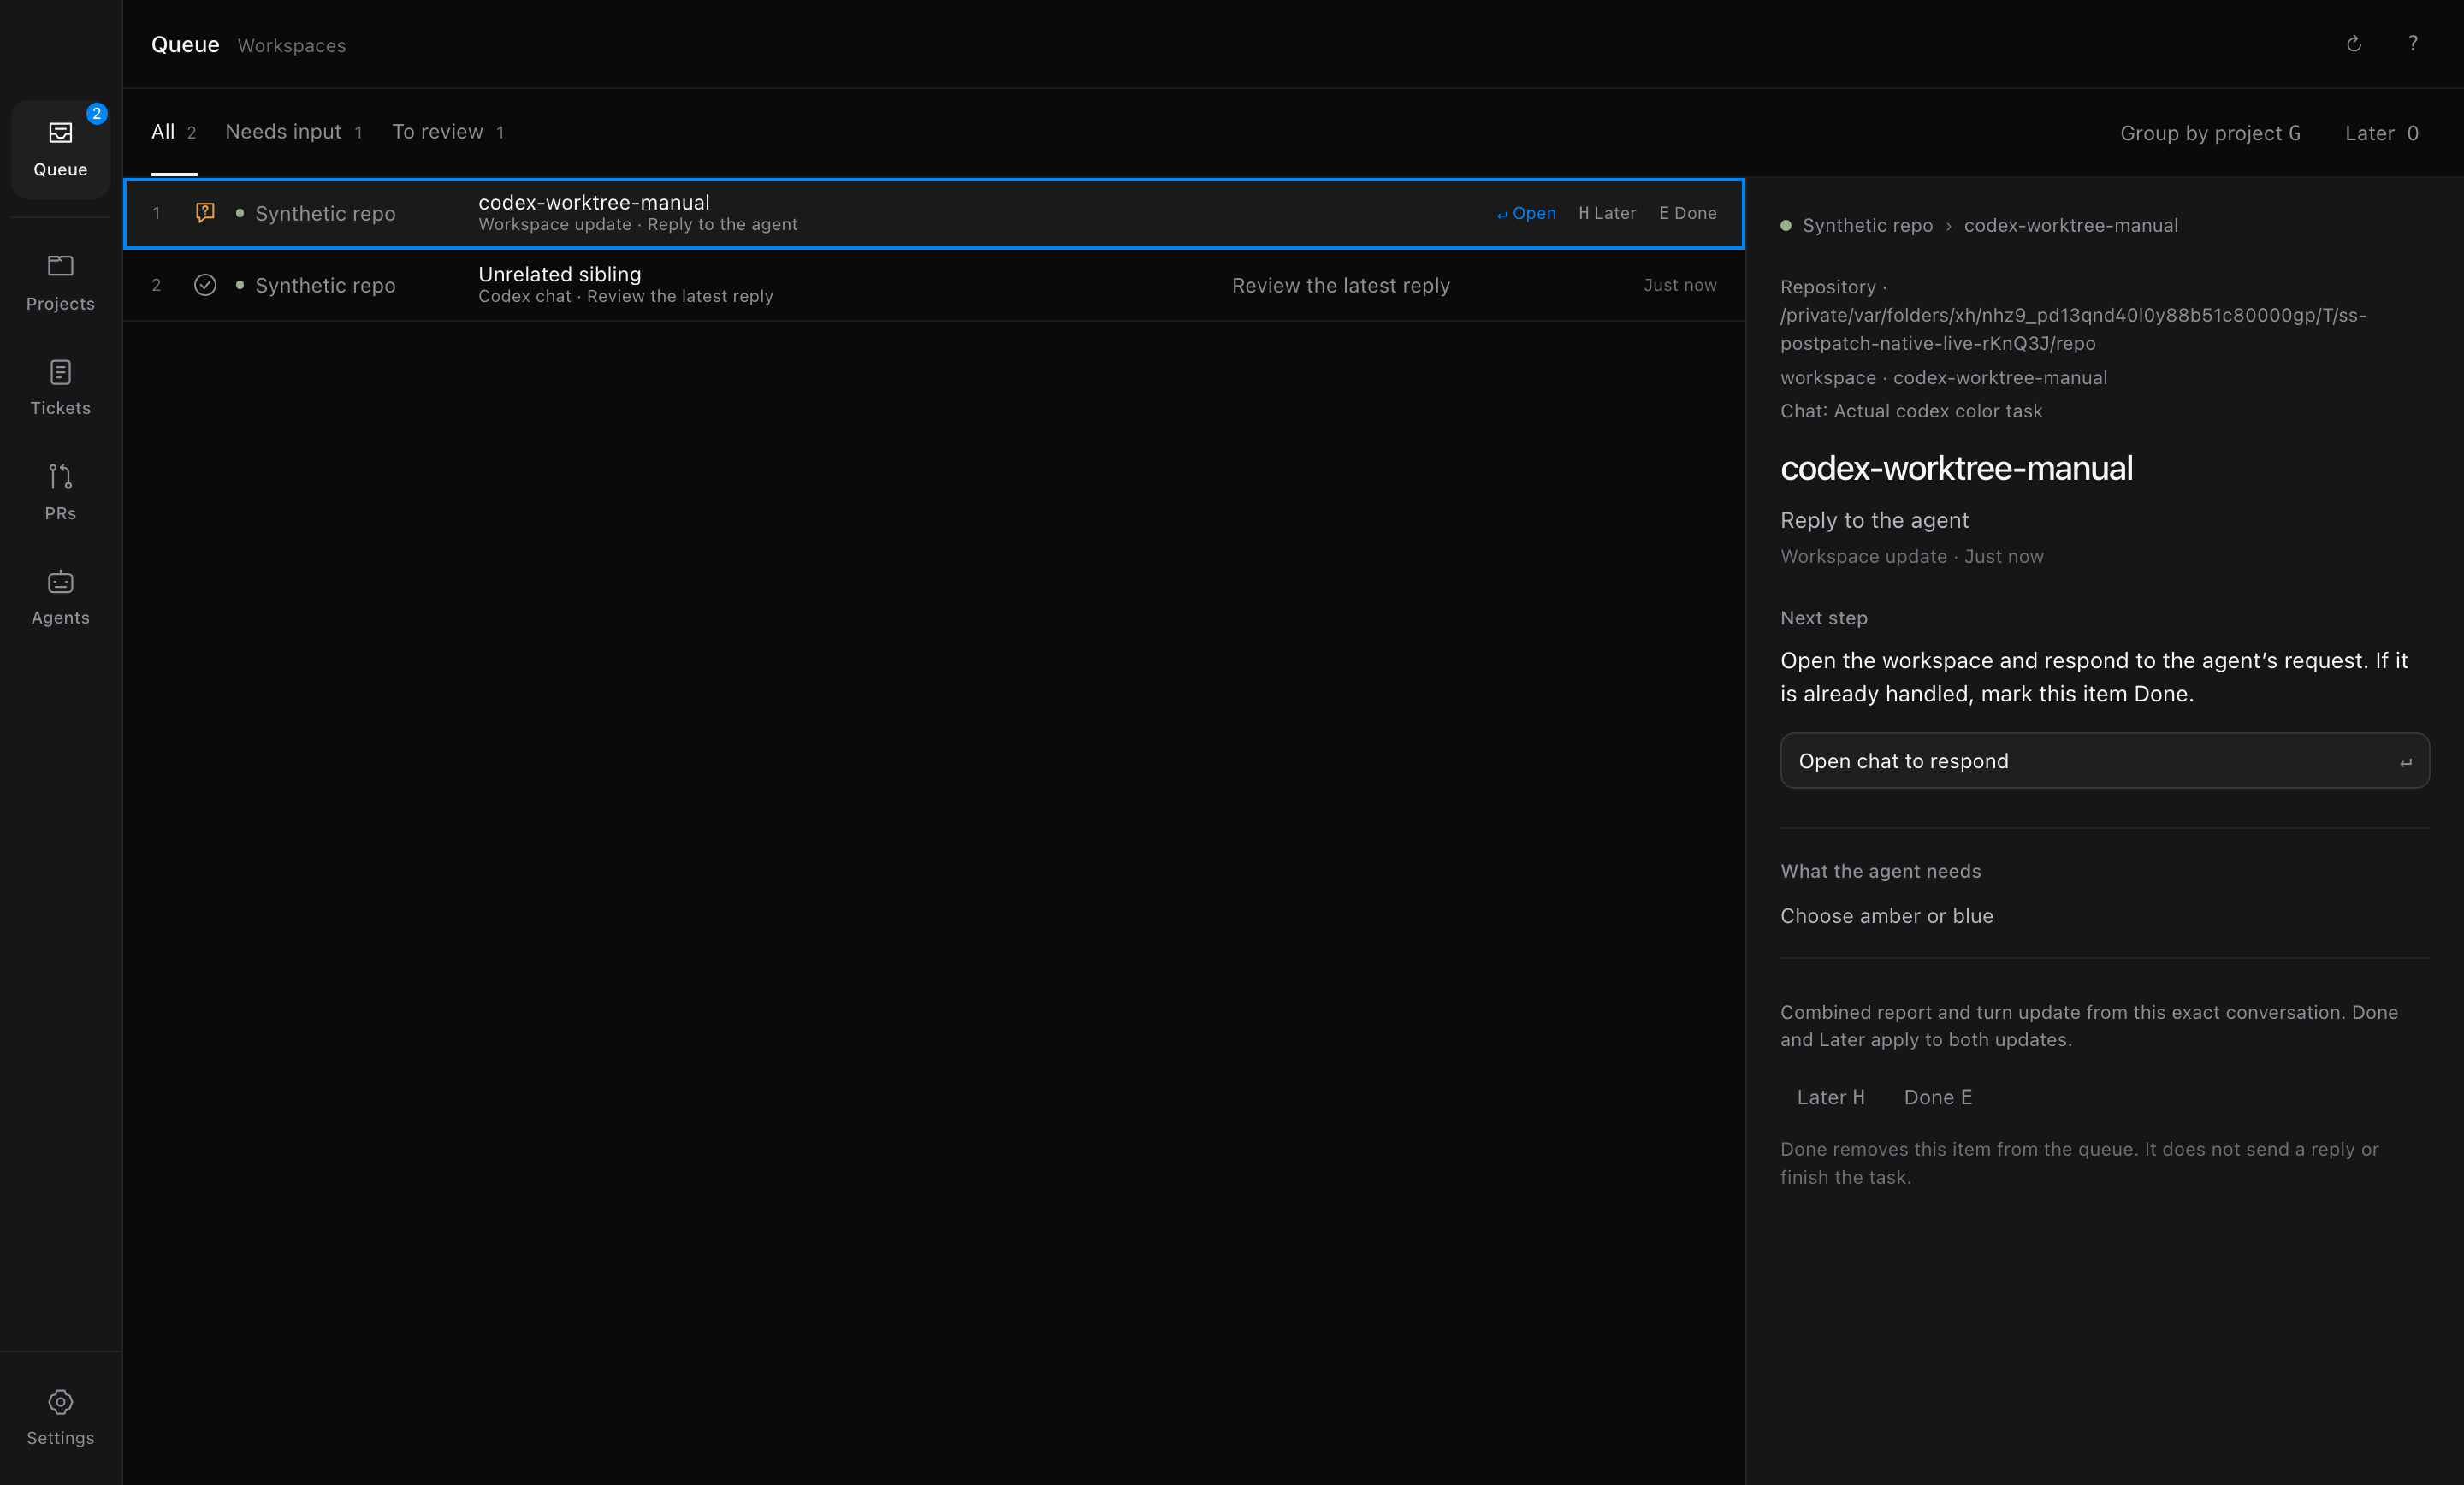 Queue Workspaces
?
2
Queue
Projects
Tickets
PRs
Agents
Settings
All 2 Needs input 1 To review 1
Group by project G Later 0
1 ? Synthetic repo codex-worktree-manual
Workspace update · Reply to the agent
↵ Open H Later E Done
2 Synthetic repo Unrelated sibling
Codex chat · Review the latest reply
Review the latest reply Just now
Synthetic repo › codex-worktree-manual
Repository ·
/private/var/folders/xh/nhz9_pd13qnd40l0y88b51c80000gp/T/ss-
postpatch-native-live-rKnQ3J/repo
workspace · codex-worktree-manual
Chat: Actual codex color task
codex-worktree-manual
Reply to the agent
Workspace update · Just now
Next step
Open the workspace and respond to the agent’s request. If it
is already handled, mark this item Done.
Open chat to respond ↵
What the agent needs
Choose amber or blue
Combined report and turn update from this exact conversation. Done
and Later apply to both updates.
Later H Done E
Done removes this item from the queue. It does not send a reply or
finish the task.